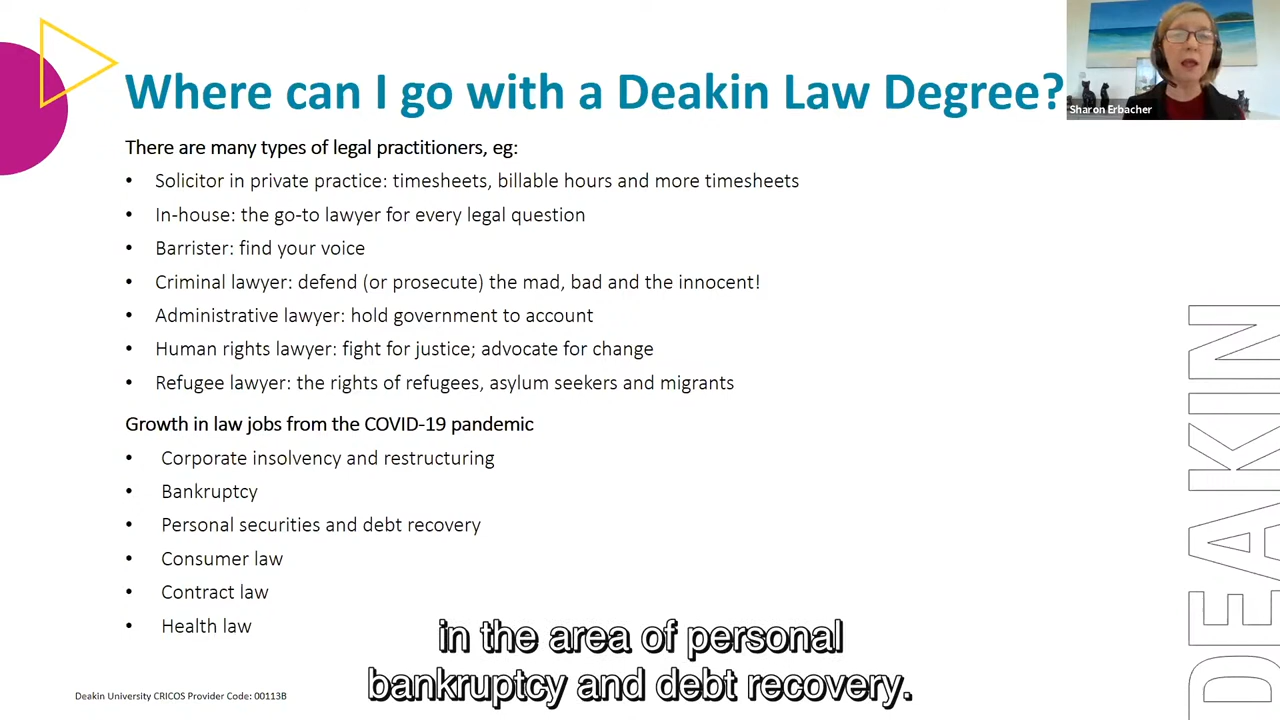 Where can I go with a Deakin Law Degree?
Sharon Erbacher
There are many types of legal practitioners, eg:
• Solicitor in private practice: timesheets, billable hours and more timesheets
• In-house: the go-to lawyer for every legal question
• Barrister: find your voice
• Criminal lawyer: defend (or prosecute) the mad, bad and the innocent!
• Administrative lawyer: hold government to account
• Human rights lawyer: fight for justice; advocate for change
• Refugee lawyer: the rights of refugees, asylum seekers and migrants
Growth in law jobs from the COVID-19 pandemic
• Corporate insolvency and restructuring
• Bankruptcy
• Personal securities and debt recovery
• Consumer law
• Contract law
• Health law
in the area of personal
bankruptcy and debt recovery.
Deakin University CRICOS Provider Code: 00113B
DEAKIN